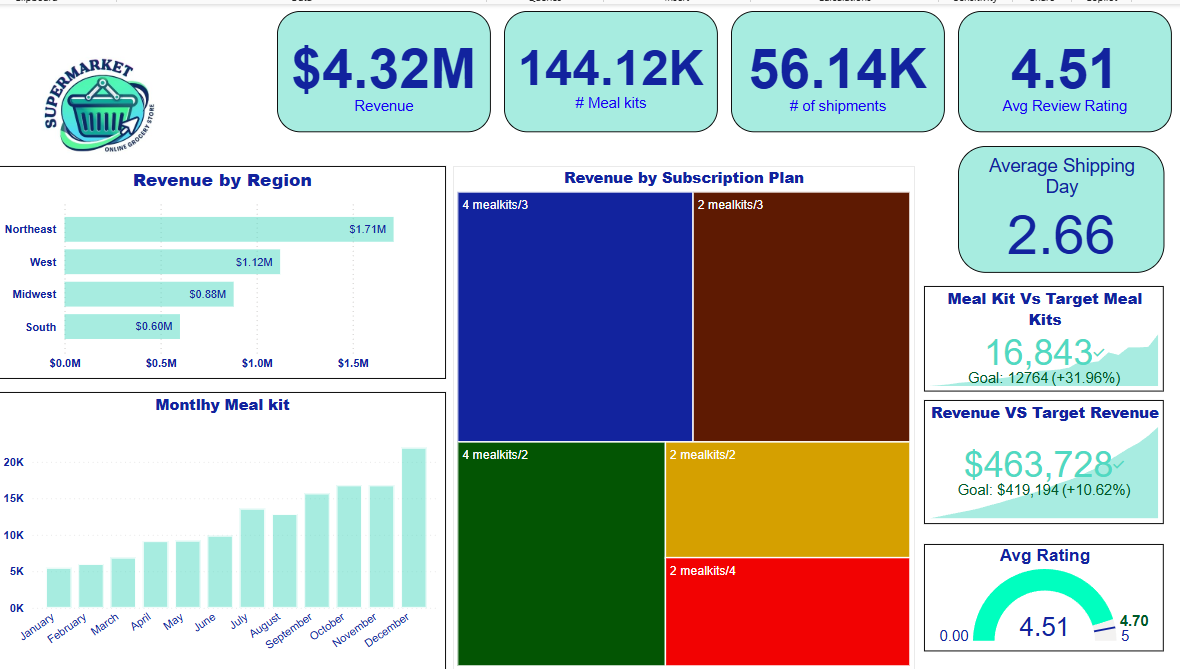 SUPERMARKET
ONLINE GROCERY STORE
$4.32M
Revenue
144.12K
# Meal kits
56.14K
# of shipments
4.51
Avg Review Rating
Average Shipping
Day
2.66
Revenue by Region
Northeast
$1.71M
West
$1.12M
Midwest
$0.88M
South
$0.60M
$0.0M $0.5M $1.0M $1.5M
Montlhy Meal kit
20K
15K
10K
5K
0K
January February March April May June July August September October November December
Revenue by Subscription Plan
4 mealkits/3
2 mealkits/3
4 mealkits/2
2 mealkits/2
2 mealkits/4
Meal Kit Vs Target Meal
Kits
16,843
Goal: 12764 (+31.96%)
Revenue VS Target Revenue
$463,728
Goal: $419,194 (+10.62%)
Avg Rating
4.70
0.00 4.51 5